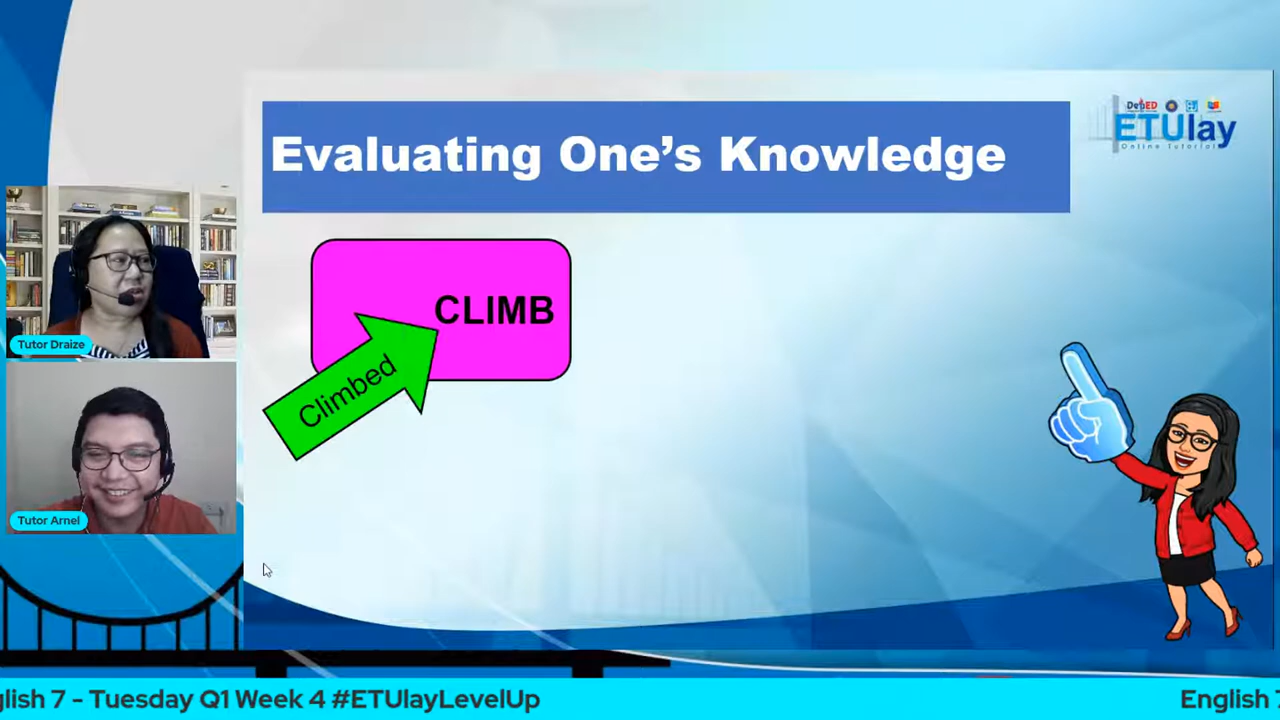 Evaluating One's Knowledge
DepED
ETUlay
Online Tutorial
CLIMB
Climbed
Tutor Draize
Tutor Arnel
glish 7 - Tuesday Q1 Week 4 #ETUlayLevelUp
English 7